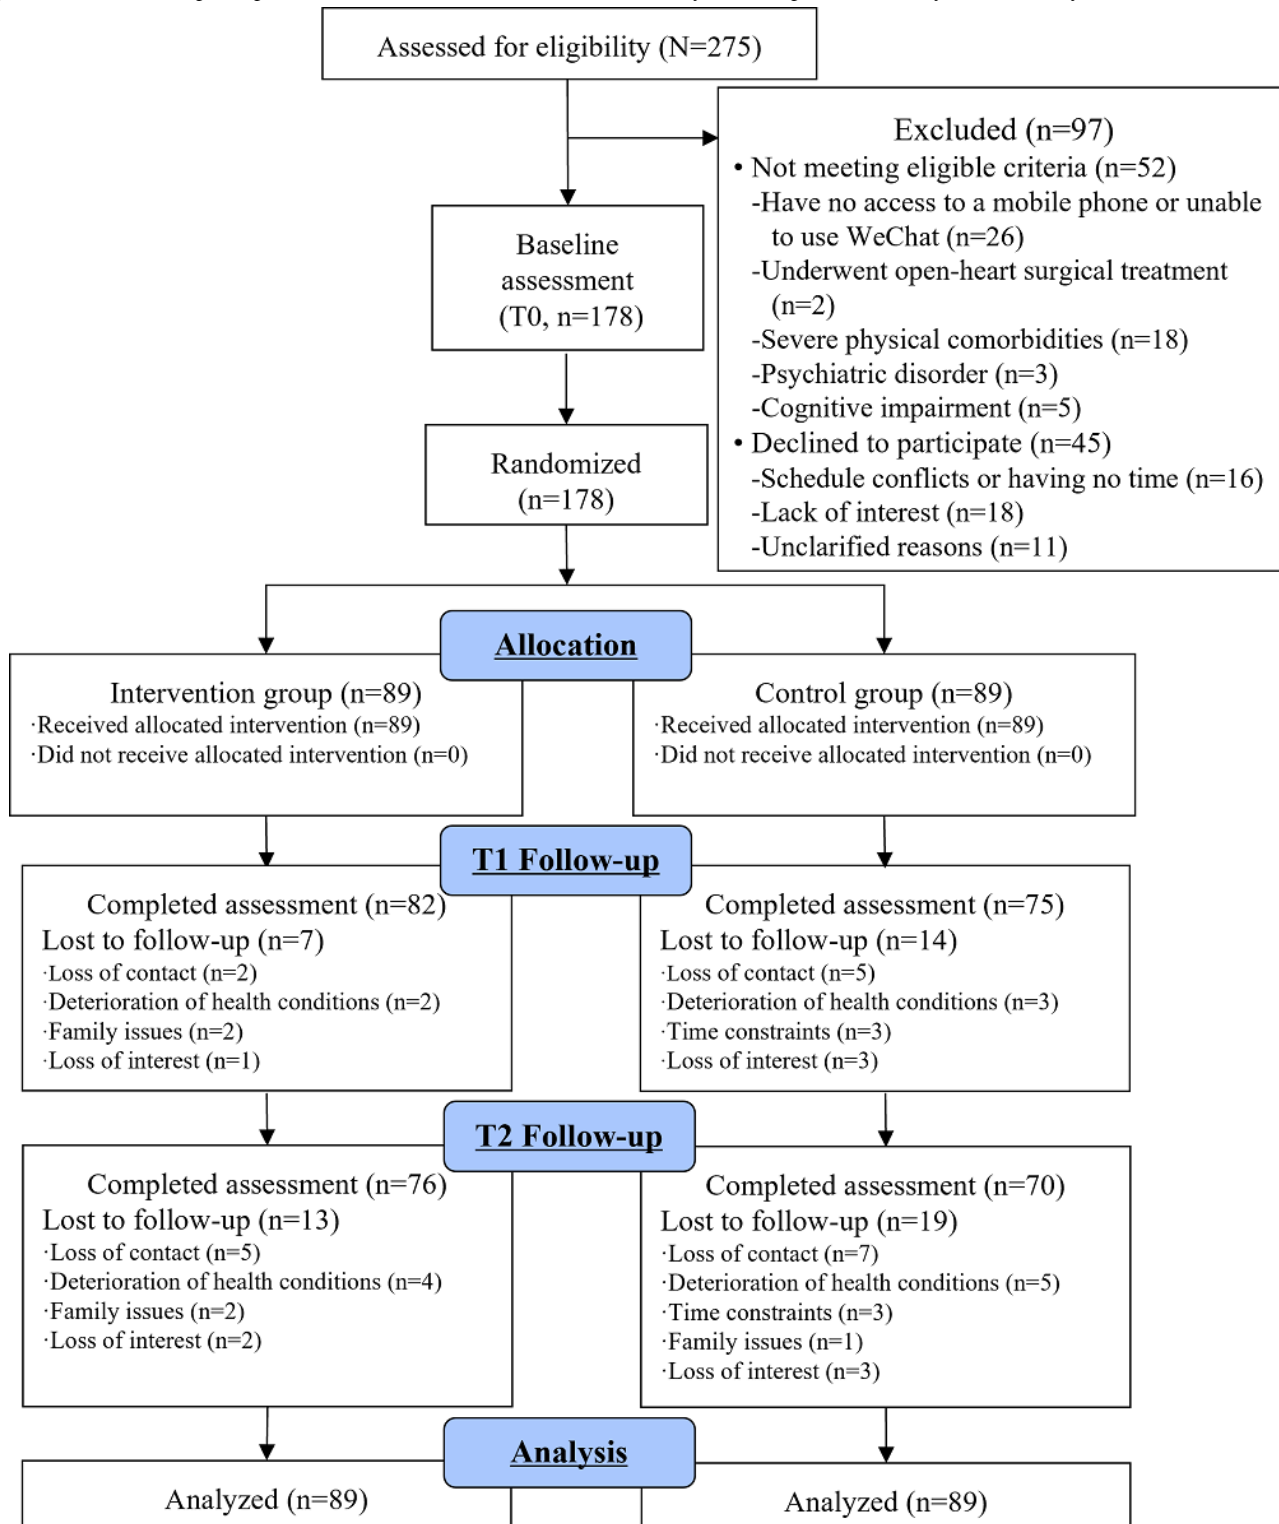 Assessed for eligibility (N=275)
Excluded (n=97)
• Not meeting eligible criteria (n=52)
-Have no access to a mobile phone or unable
to use WeChat (n=26)
-Underwent open-heart surgical treatment
(n=2)
-Severe physical comorbidities (n=18)
-Psychiatric disorder (n=3)
-Cognitive impairment (n=5)
• Declined to participate (n=45)
-Schedule conflicts or having no time (n=16)
-Lack of interest (n=18)
-Unclarified reasons (n=11)
Baseline
assessment
(T0, n=178)
Randomized
(n=178)
Allocation
Intervention group (n=89)
·Received allocated intervention (n=89)
·Did not receive allocated intervention (n=0)
Control group (n=89)
·Received allocated intervention (n=89)
·Did not receive allocated intervention (n=0)
T1 Follow-up
Completed assessment (n=82)
Lost to follow-up (n=7)
·Loss of contact (n=2)
·Deterioration of health conditions (n=2)
·Family issues (n=2)
·Loss of interest (n=1)
Completed assessment (n=75)
Lost to follow-up (n=14)
·Loss of contact (n=5)
·Deterioration of health conditions (n=3)
·Time constraints (n=3)
·Loss of interest (n=3)
T2 Follow-up
Completed assessment (n=76)
Lost to follow-up (n=13)
·Loss of contact (n=5)
·Deterioration of health conditions (n=4)
·Family issues (n=2)
·Loss of interest (n=2)
Completed assessment (n=70)
Lost to follow-up (n=19)
·Loss of contact (n=7)
·Deterioration of health conditions (n=5)
·Time constraints (n=3)
·Family issues (n=1)
·Loss of interest (n=3)
Analysis
Analyzed (n=89)
Analyzed (n=89)